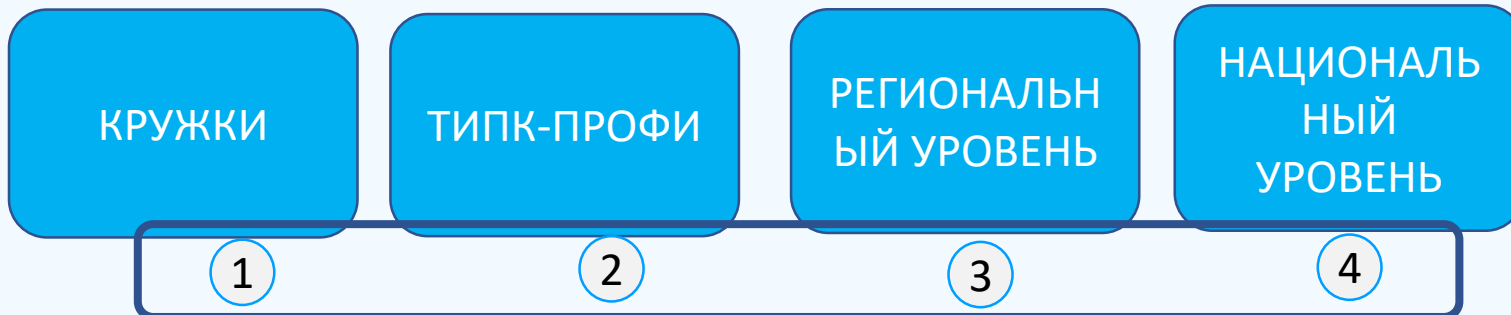 КРУЖКИ
ТИПК-ПРОФИ
РЕГИОНАЛЬН
ЫЙ УРОВЕНЬ
НАЦИОНАЛЬ
НЫЙ
УРОВЕНЬ
1
2
3
4